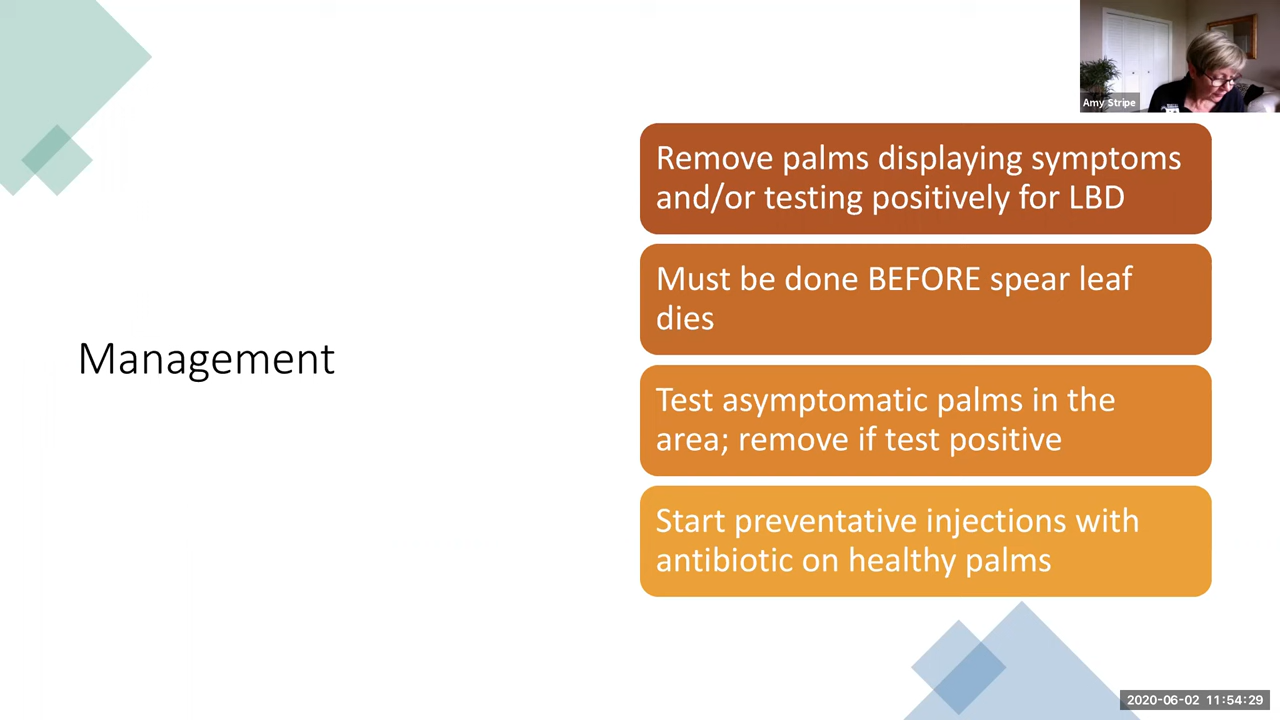 Amy Stripe
Remove palms displaying symptoms
and/or testing positively for LBD
Must be done BEFORE spear leaf
dies
Management
Test asymptomatic palms in the
area; remove if test positive
Start preventative injections with
antibiotic on healthy palms
2020-06-02 11:54:29